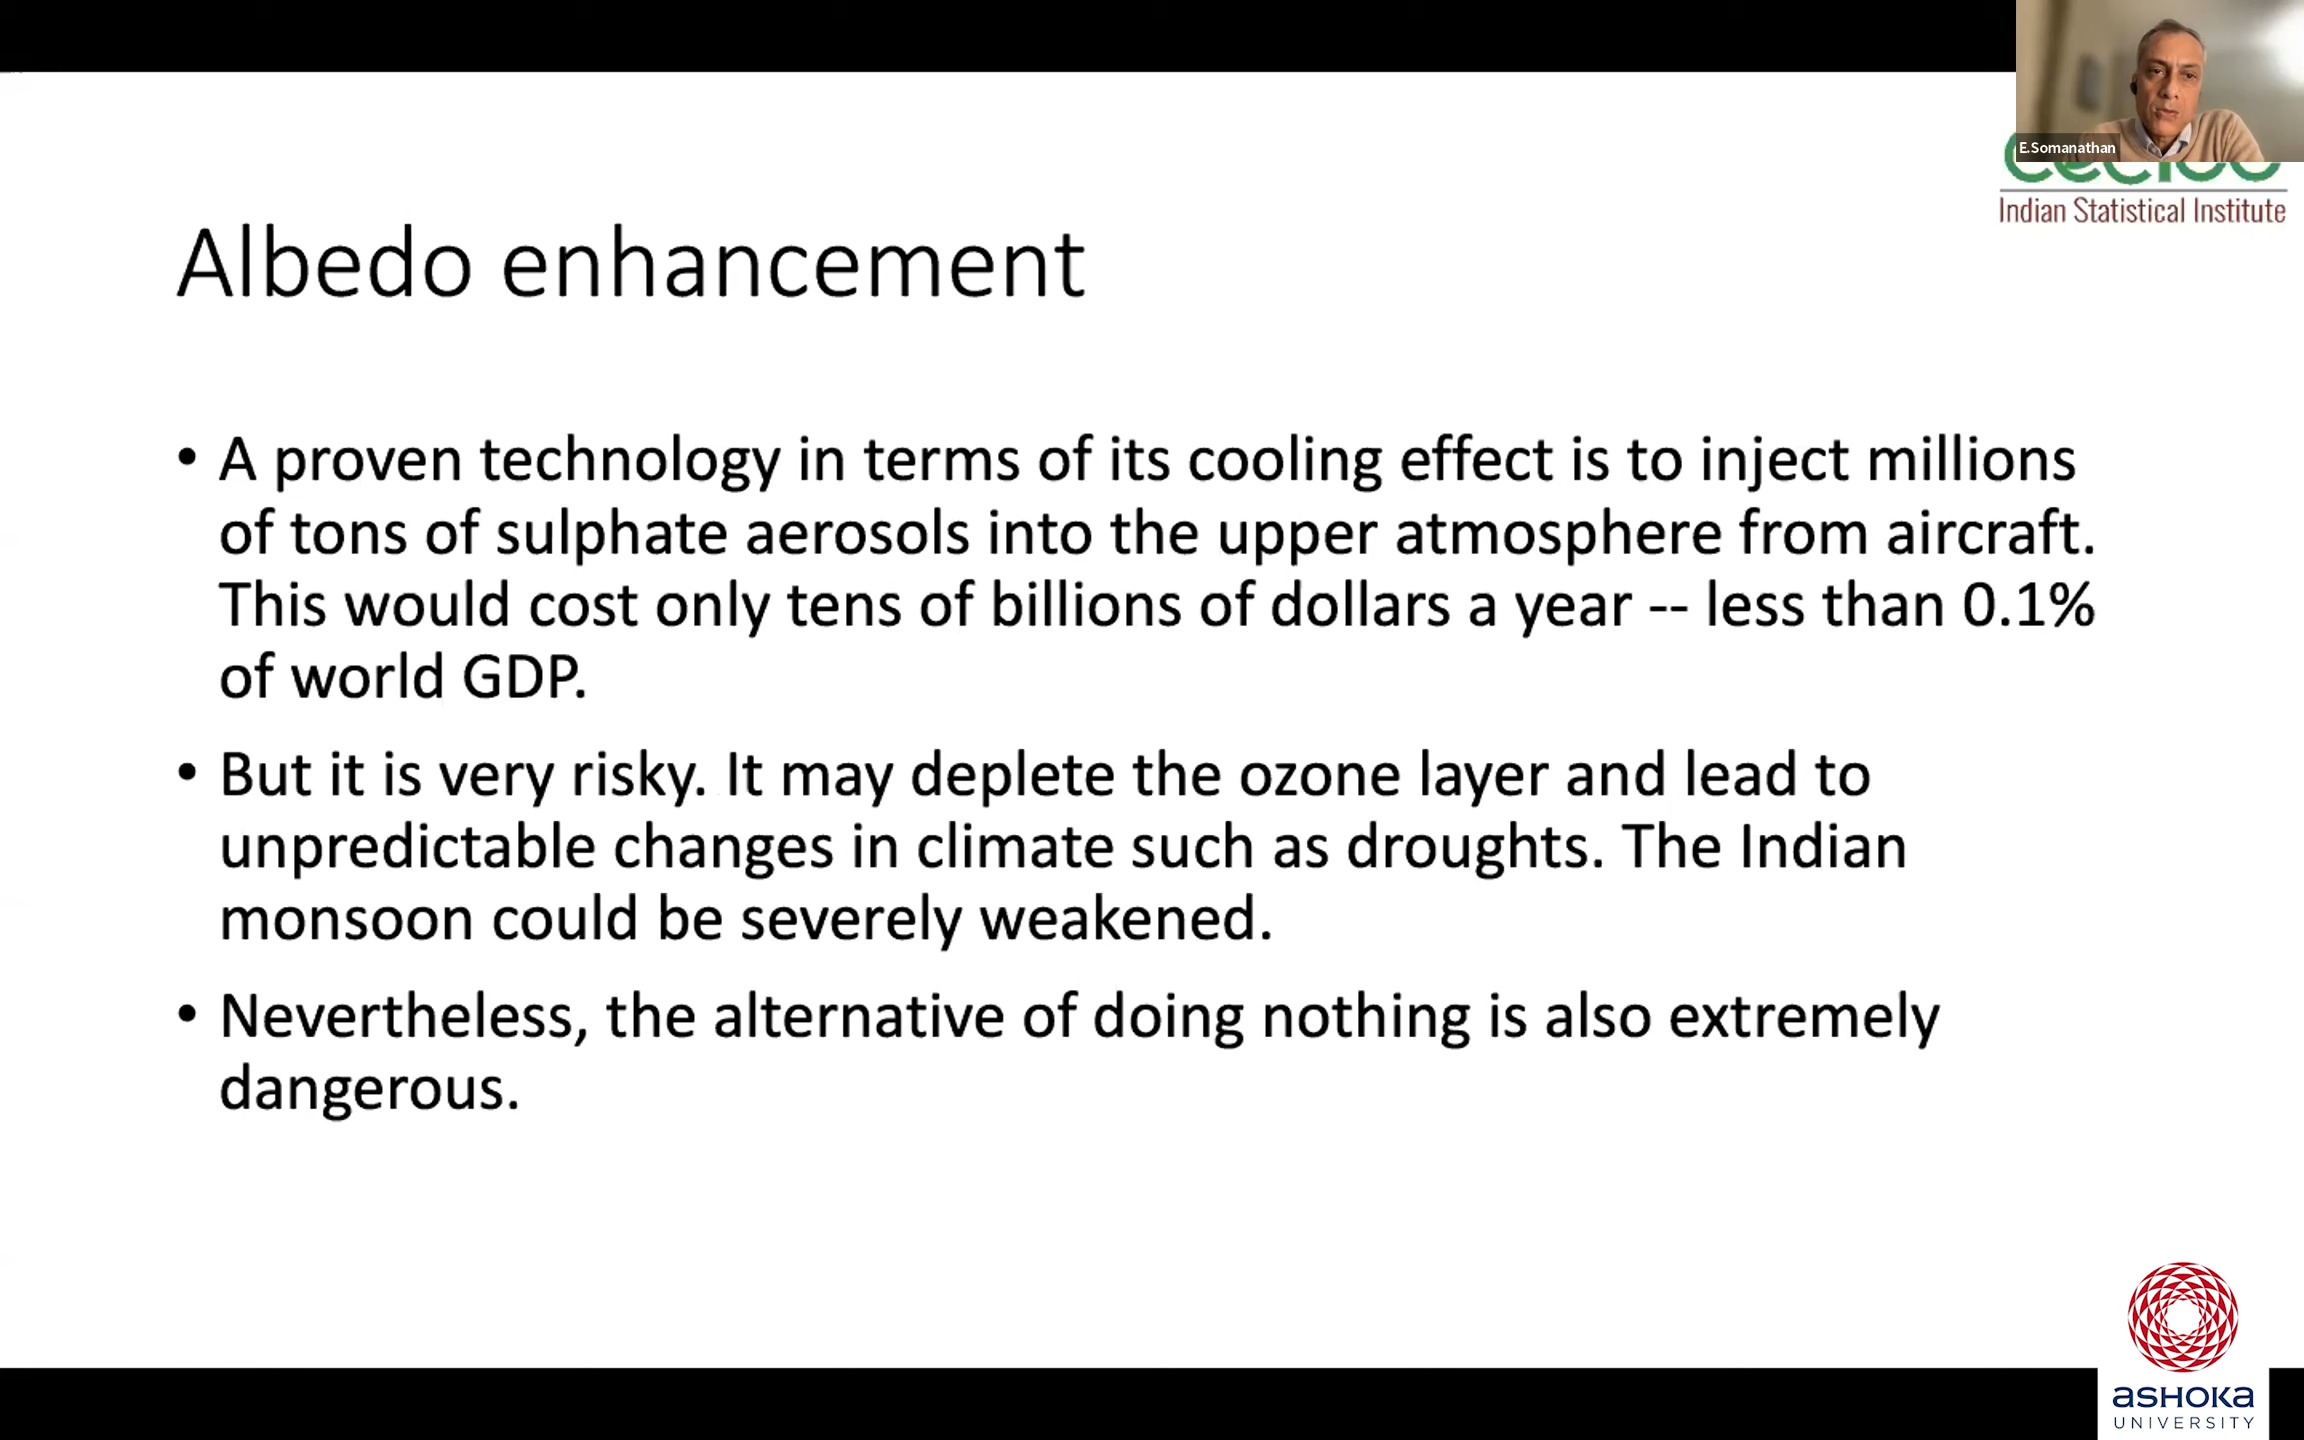 E.Somanathan
Indian Statistical Institute
Albedo enhancement
• A proven technology in terms of its cooling effect is to inject millions
of tons of sulphate aerosols into the upper atmosphere from aircraft.
This would cost only tens of billions of dollars a year -- less than 0.1%
of world GDP.
• But it is very risky. It may deplete the ozone layer and lead to
unpredictable changes in climate such as droughts. The Indian
monsoon could be severely weakened.
• Nevertheless, the alternative of doing nothing is also extremely
dangerous.
ASHOKA
UNIVERSITY